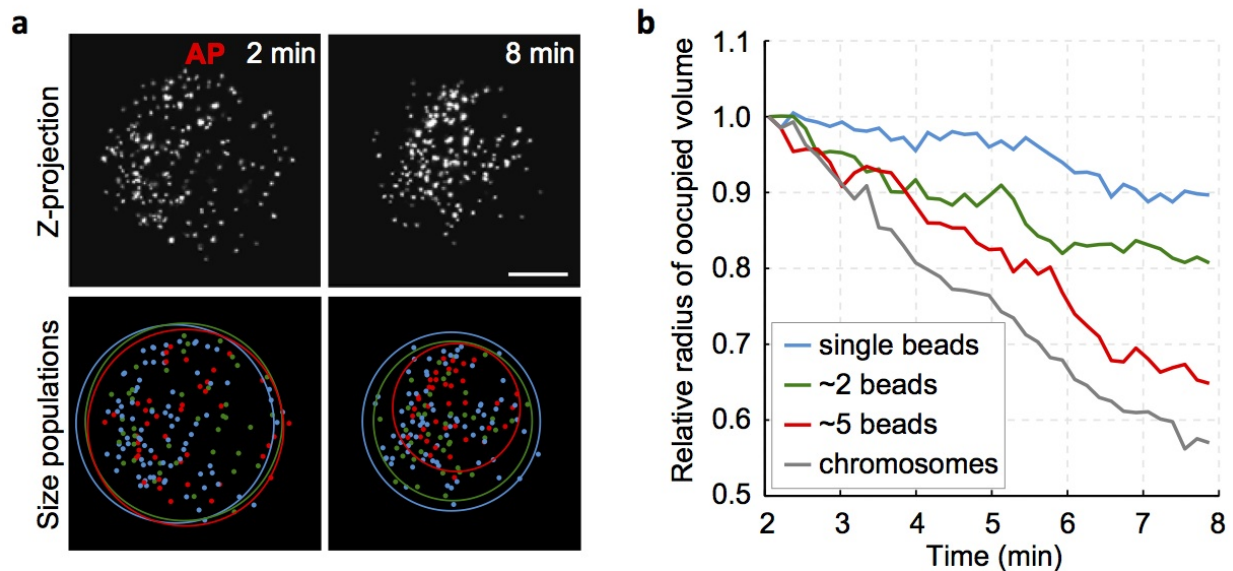 a
Z-projection
AP
2 min
8 min
Size populations
b
Relative radius of occupied volume
1.1
1.0
0.9
0.8
0.7
0.6
0.5
single beads
~2 beads
~5 beads
chromosomes
2 3 4 5 6 7 8
Time (min)